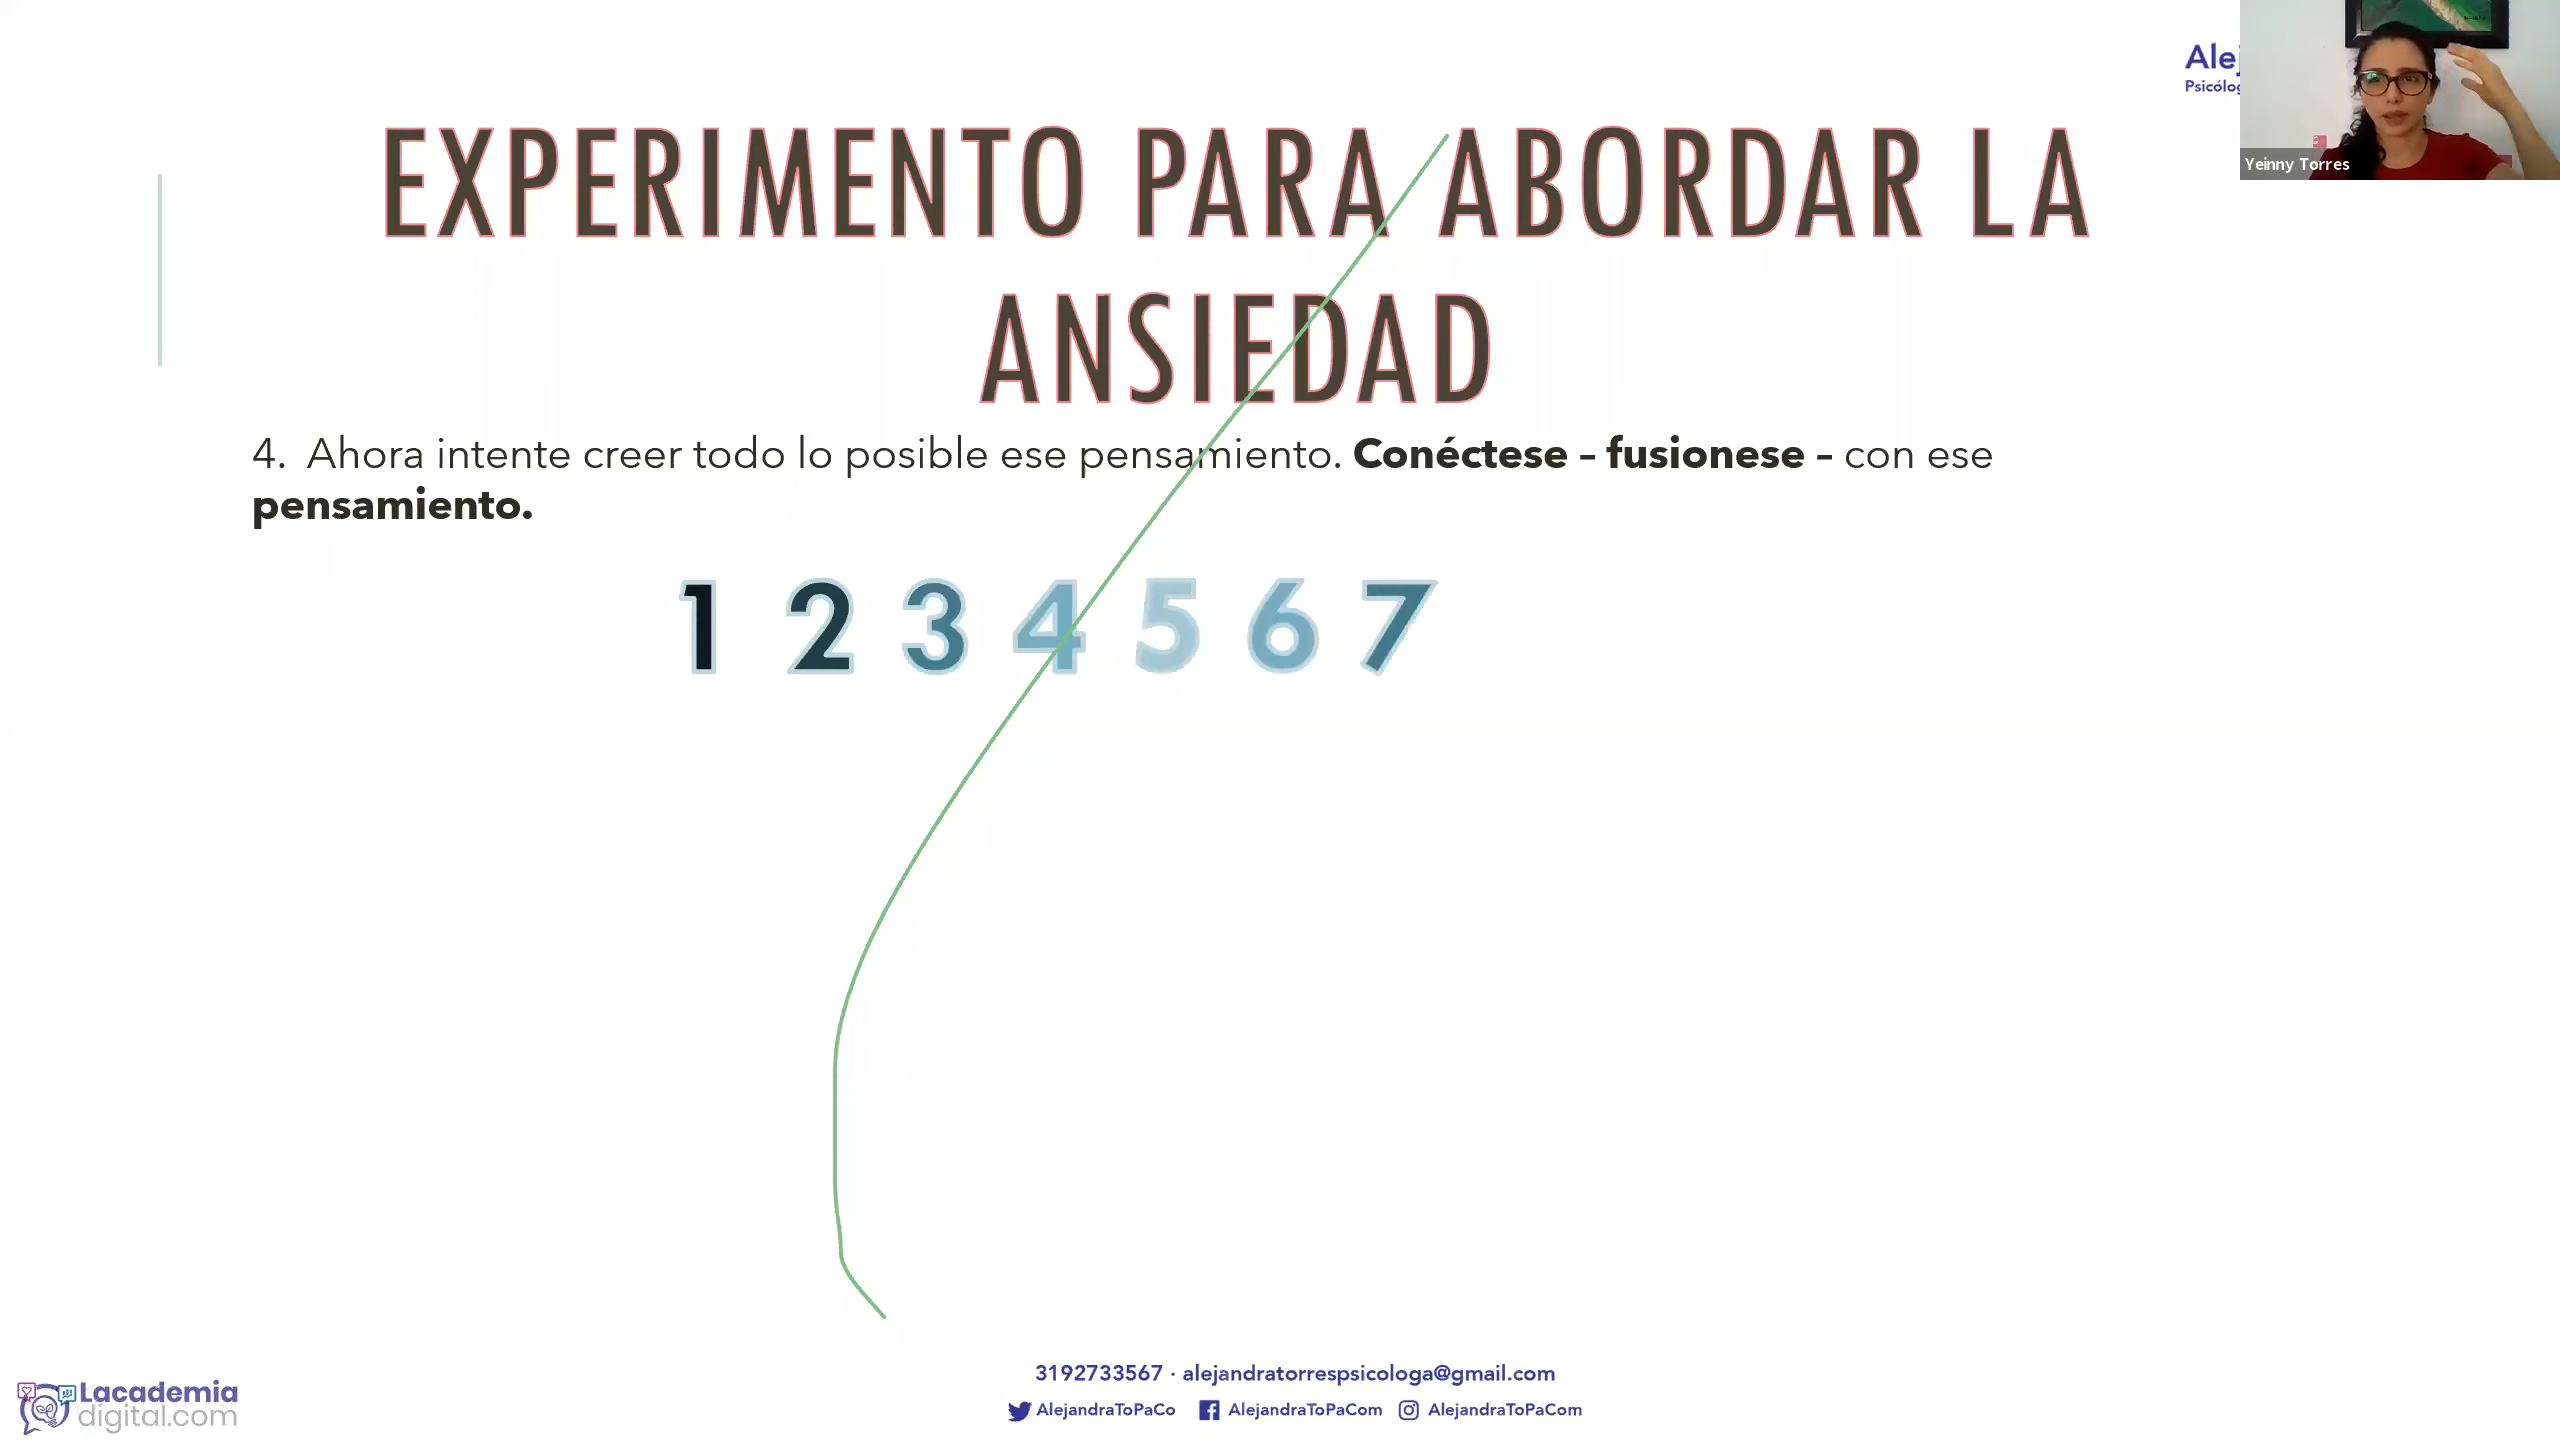 Ale
Psicólog
Yeinny Torres
EXPERIMENTO PARA ABORDAR LA
ANSIEDAD
4. Ahora intente creer todo lo posible ese pensamiento. Conéctese – fusionese – con ese
pensamiento.
1 2 3 4 5 6 7
3192733567 · alejandratorrespsicologa@gmail.com
AlejandraToPaCo AlejandraToPaCom AlejandraToPaCom
Lacademia
digital.com